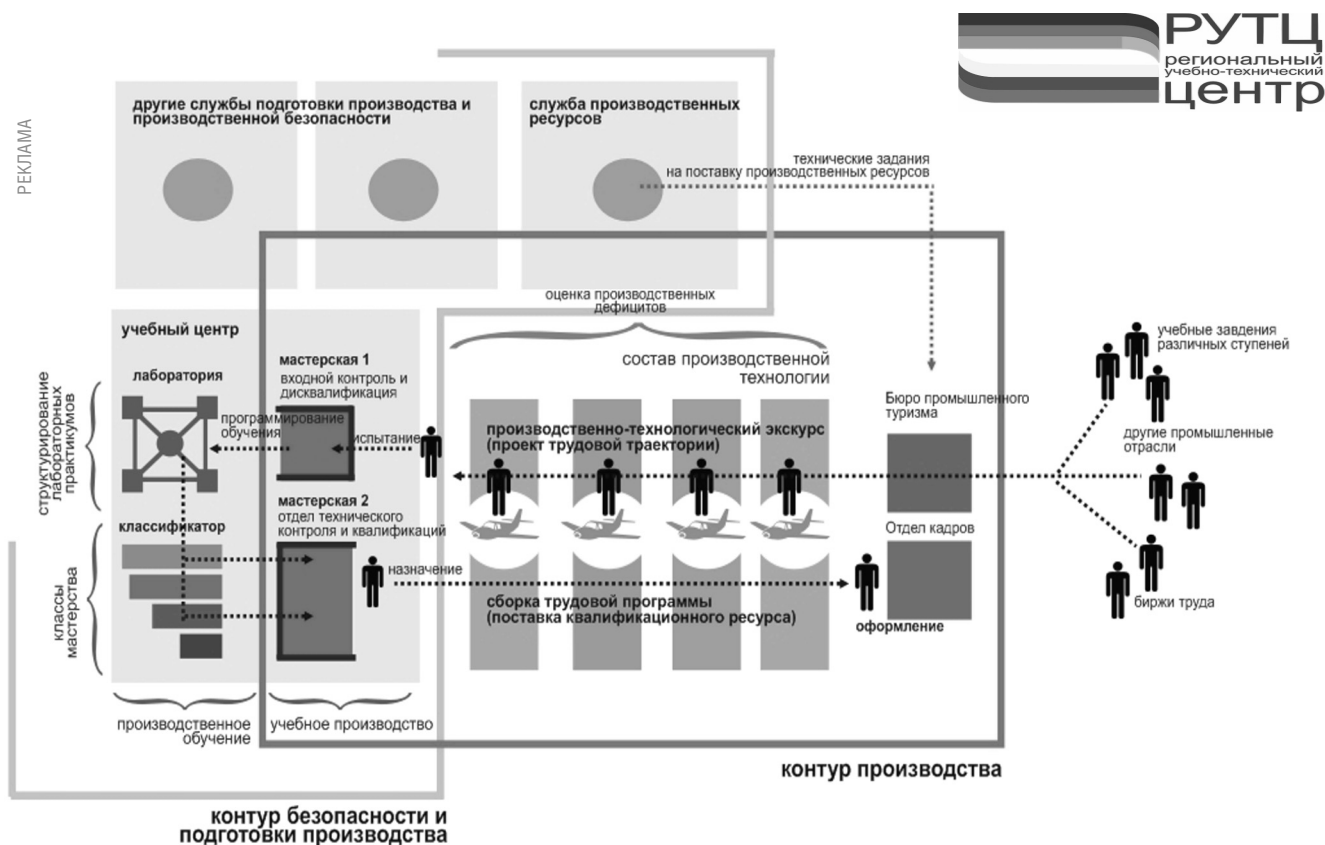 РУТЦ
региональный
учебно-технический
центр
РЕКЛАМА
другие службы подготовки производства и
производственной безопасности
служба производственных
ресурсов
технические задания
на поставку производственных ресурсов
оценка производственных
дефицитов
учебный центр
лаборатория
мастерская 1
входной контроль и
дисквалификация
состав производственной
технологии
учебные завдения
различных ступеней
структурирование
лабораторных
практикумов
программирование
обучения
испытание
производственно-технологический экскурс
(проект трудовой траектории)
Бюро промышленного
туризма
другие промышленные
отрасли
мастерская 2
отдел технического
контроля и квалификаций
классификатор
Отдел кадров
классы
мастерства
назначение
сборка трудовой программы
(поставка квалификационного ресурса)
оформление
биржи труда
производственное
обучение
учебное производство
контур производства
контур безопасности и
подготовки производства